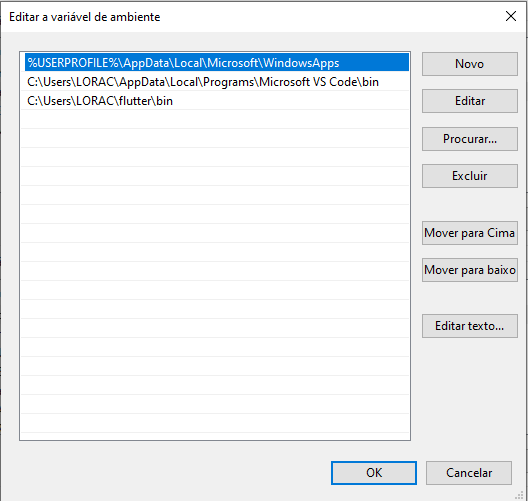 Editar a variável de ambiente
%USERPROFILE%\AppData\Local\Microsoft\WindowsApps
C:\Users\LORAC\AppData\Local\Programs\Microsoft VS Code\bin
C:\Users\LORAC\flutter\bin
Novo
Editar
Procurar...
Excluir
Mover para Cima
Mover para baixo
Editar texto...
OK
Cancelar